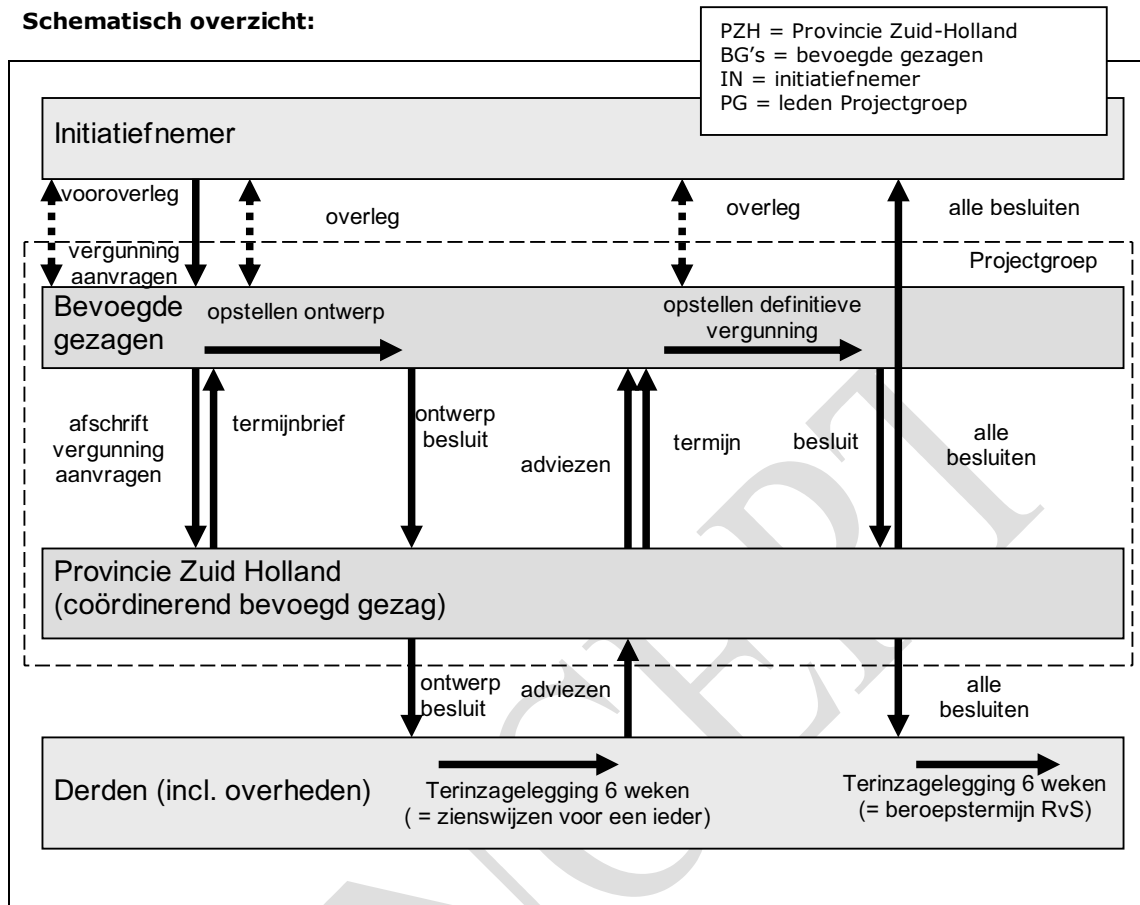 Schematisch overzicht:
PZH = Provincie Zuid-Holland
BG's = bevoegde gezagen
IN = initiatiefnemer
PG = leden Projectgroep
Initiatiefnemer
vooroverleg
overleg
overleg
alle besluiten
vergunning
aanvragen
Projectgroep
Bevoegde
gezagen
opstellen ontwerp
opstellen definitieve
vergunning
afschrift
vergunning
aanvragen
termijnbrief
ontwerp
besluit
adviezen
termijn
besluit
alle
besluiten
Provincie Zuid Holland
(coördinerend bevoegd gezag)
ontwerp
besluit
adviezen
alle
besluiten
Derden (incl. overheden)
Terinzagelegging 6 weken
( = zienswijzen voor een ieder)
Terinzagelegging 6 weken
(= beroepstermijn RvS)
NCEPT